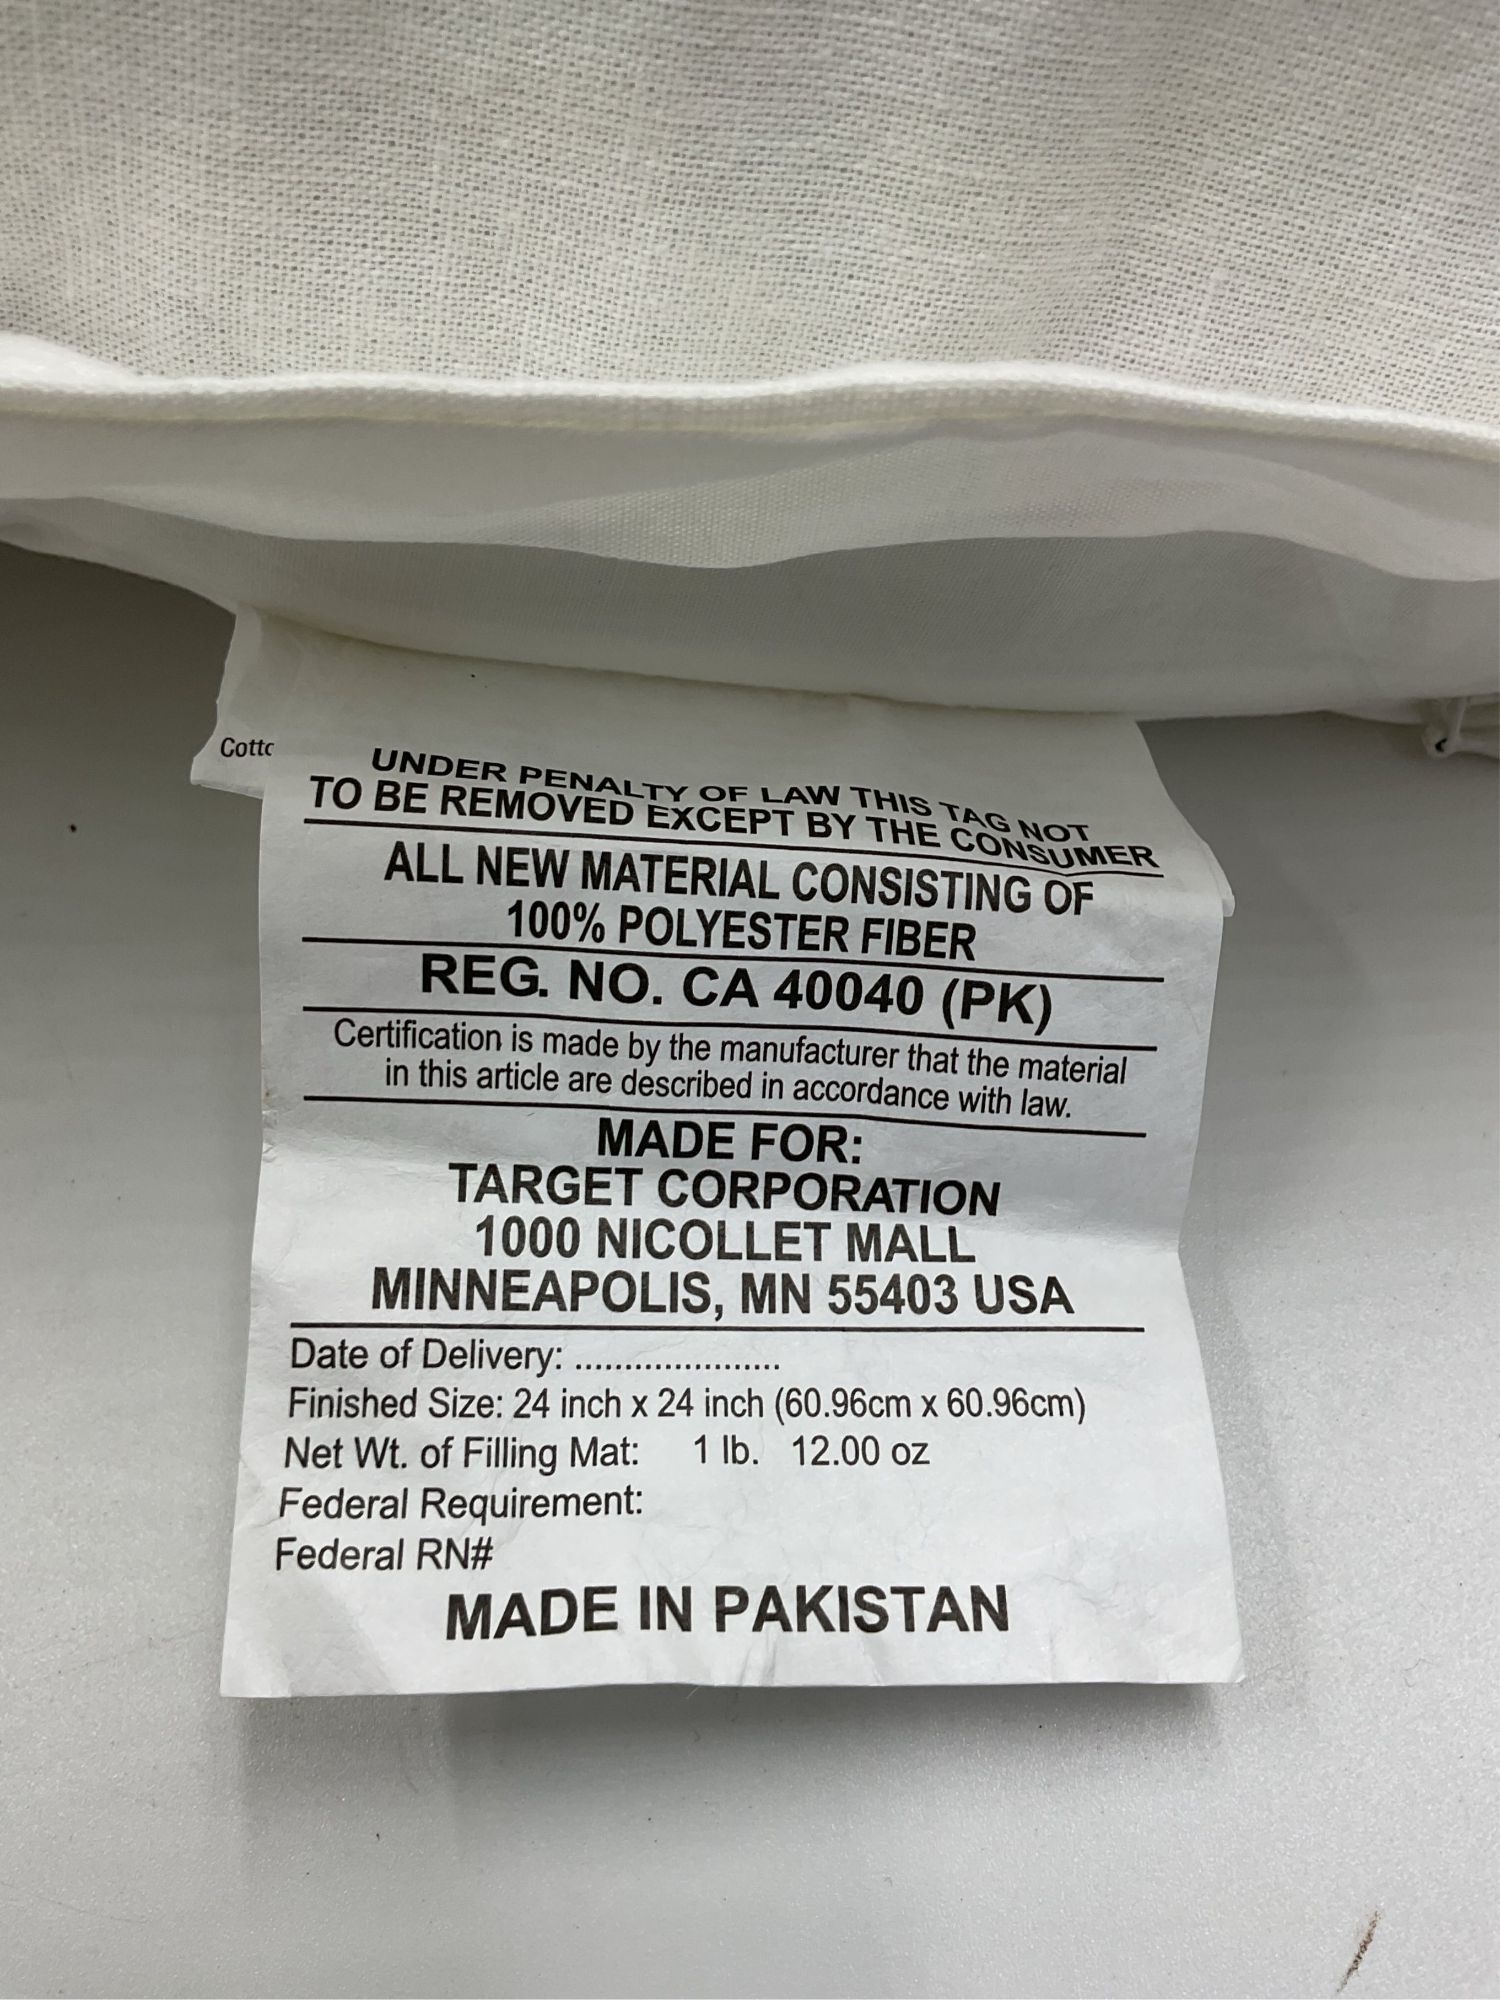 Cottc
UNDER PENALTY OF LAW THIS TAG NOT
TO BE REMOVED EXCEPT BY THE CONSUMER
ALL NEW MATERIAL CONSISTING OF
100% POLYESTER FIBER
REG. NO. CA 40040 (PK)
Certification is made by the manufacturer that the material
in this article are described in accordance with law.
MADE FOR:
TARGET CORPORATION
1000 NICOLLET MALL
MINNEAPOLIS, MN 55403 USA
Date of Delivery: .....................
Finished Size: 24 inch x 24 inch (60.96cm x 60.96cm)
Net Wt. of Filling Mat: 1 lb. 12.00 oz
Federal Requirement:
Federal RN#
MADE IN PAKISTAN